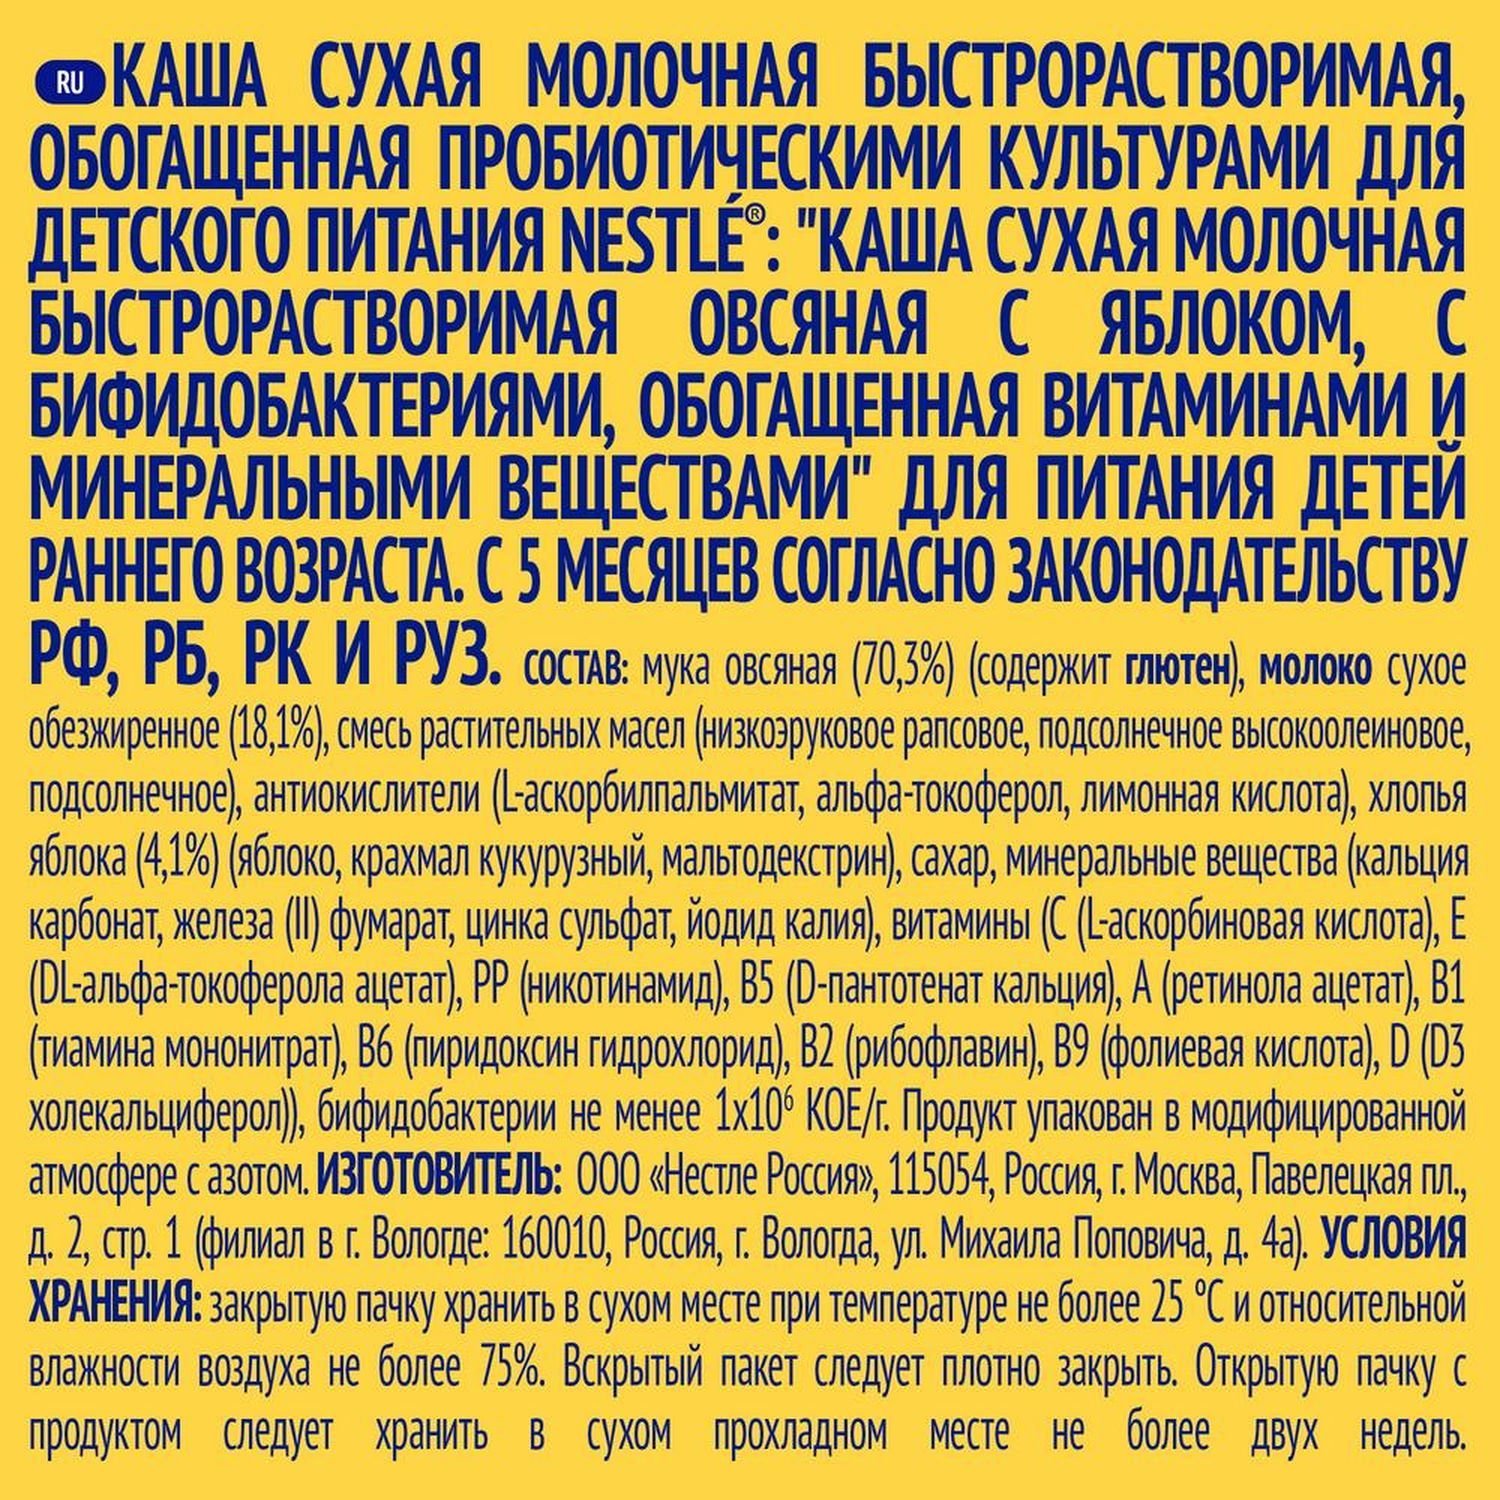 RU КАША СУХАЯ МОЛОЧНАЯ БЫСТРОРАСТВОРИМАЯ,
ОБОГАЩЕННАЯ ПРОБИОТИЧЕСКИМИ КУЛЬТУРАМИ ДЛЯ
ДЕТСКОГО ПИТАНИЯ NESTLÉ®: "КАША СУХАЯ МОЛОЧНАЯ
БЫСТРОРАСТВОРИМАЯ ОВСЯНАЯ С ЯБЛОКОМ, С
БИФИДОБАКТЕРИЯМИ, ОБОГАЩЕННАЯ ВИТАМИНАМИ И
МИНЕРАЛЬНЫМИ ВЕЩЕСТВАМИ" ДЛЯ ПИТАНИЯ ДЕТЕЙ
РАННЕГО ВОЗРАСТА. С 5 МЕСЯЦЕВ СОГЛАСНО ЗАКОНОДАТЕЛЬСТВУ
РФ, РБ, РК И РУЗ. СОСТАВ: мука овсяная (70,3%) (содержит глютен), молоко сухое
обезжиренное (18,1%), смесь растительных масел (низкоэруковое рапсовое, подсолнечное высокоолеиновое,
подсолнечное), антиокислители (L-аскорбилпальмитат, альфа-токоферол, лимонная кислота), хлопья
яблока (4,1%) (яблоко, крахмал кукурузный, мальтодекстрин), сахар, минеральные вещества (кальция
карбонат, железа (II) фумарат, цинка сульфат, йодид калия), витамины (С (L-аскорбиновая кислота), Е
(DL-альфа-токоферола ацетат), РР (никотинамид), В5 (D-пантотенат кальция), А (ретинола ацетат), В1
(тиамина мононитрат), В6 (пиридоксин гидрохлорид), В2 (рибофлавин), В9 (фолиевая кислота), D (D3
холекальциферол)), бифидобактерии не менее 1х10⁶ КОЕ/г. Продукт упакован в модифицированной
атмосфере с азотом. ИЗГОТОВИТЕЛЬ: ООО «Нестле Россия», 115054, Россия, г. Москва, Павелецкая пл.,
д. 2, стр. 1 (филиал в г. Вологде: 160010, Россия, г. Вологда, ул. Михаила Поповича, д. 4а). УСЛОВИЯ
ХРАНЕНИЯ: закрытую пачку хранить в сухом месте при температуре не более 25 °С и относительной
влажности воздуха не более 75%. Вскрытый пакет следует плотно закрыть. Открытую пачку с
продуктом следует хранить в сухом прохладном месте не более двух недель.